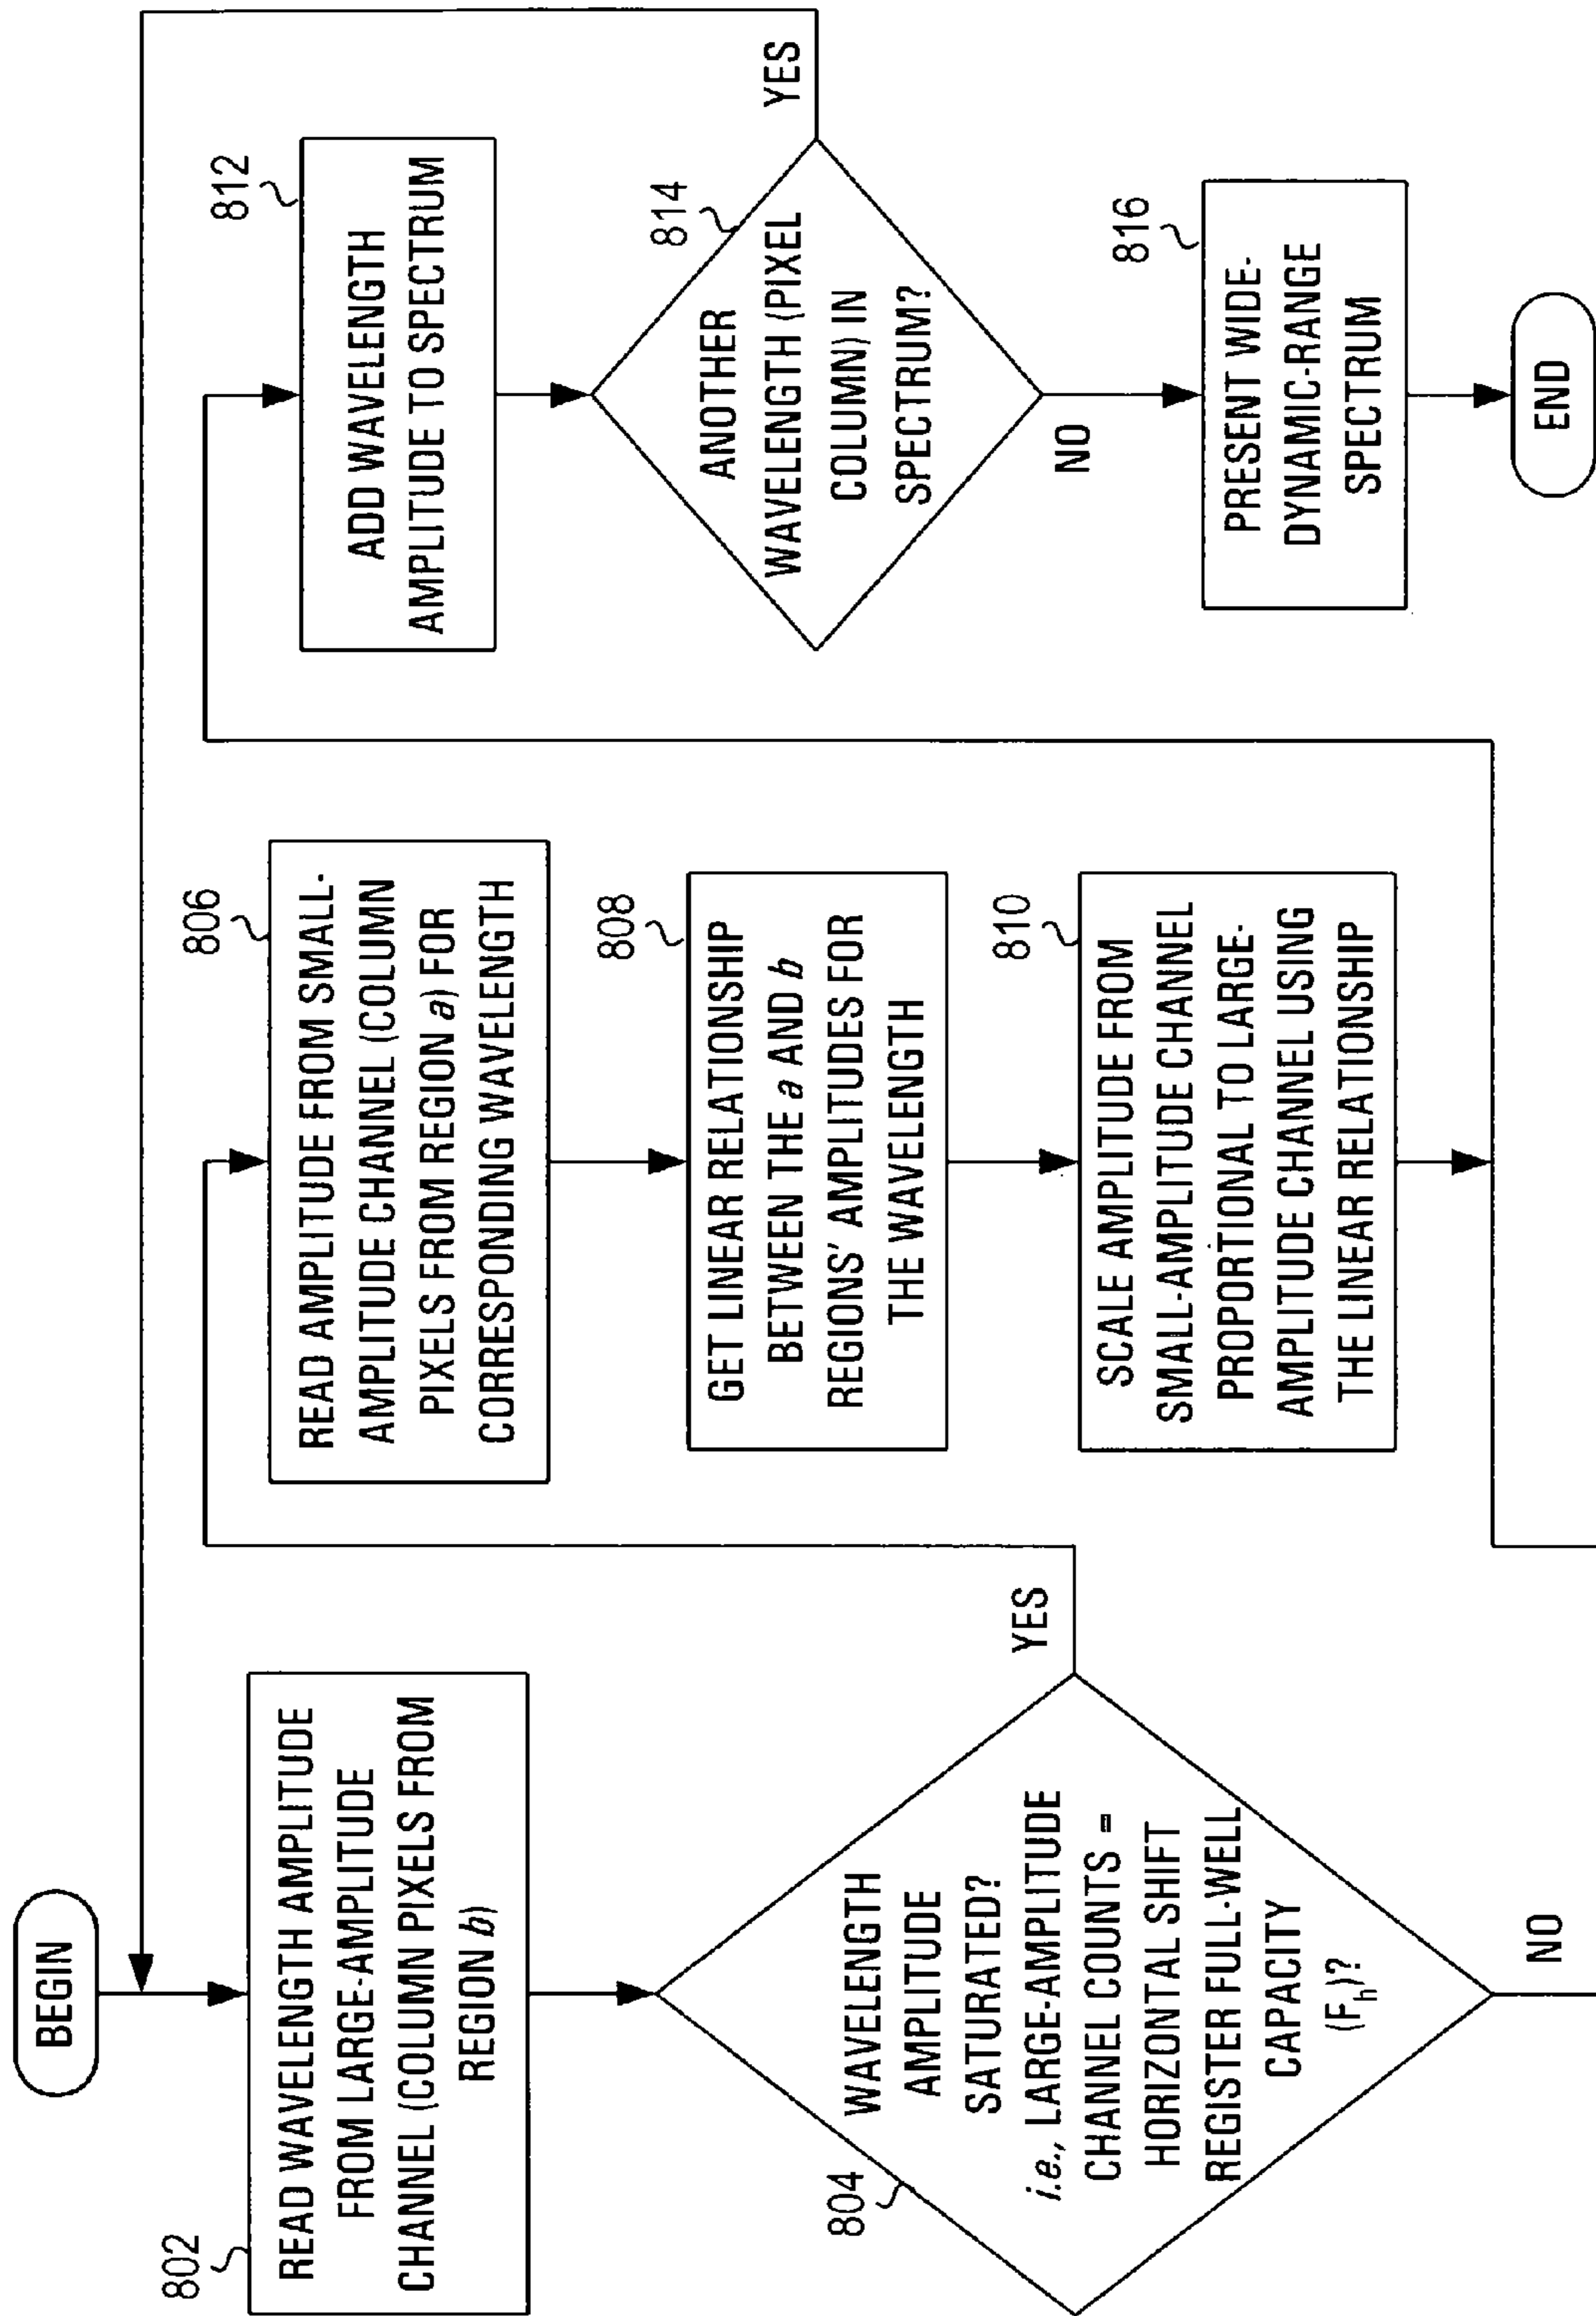 BEGIN
802
READ WAVELENGTH AMPLITUDE
FROM LARGE-AMPLITUDE
CHANNEL (COLUMN PIXELS FROM
REGION b)
804
WAVELENGTH
AMPLITUDE
SATURATED?
i.e., LARGE-AMPLITUDE
CHANNEL COUNTS =
HORIZONTAL SHIFT
REGISTER FULL-WELL
CAPACITY
(Fh)?
YES
NO
806
READ AMPLITUDE FROM SMALL-
AMPLITUDE CHANNEL (COLUMN
PIXELS FROM REGION a) FOR
CORRESPONDING WAVELENGTH
808
GET LINEAR RELATIONSHIP
BETWEEN THE a AND b
REGIONS' AMPLITUDES FOR
THE WAVELENGTH
810
SCALE AMPLITUDE FROM
SMALL-AMPLITUDE CHANNEL
PROPORTIONAL TO LARGE-
AMPLITUDE CHANNEL USING
THE LINEAR RELATIONSHIP
812
ADD WAVELENGTH
AMPLITUDE TO SPECTRUM
814
ANOTHER
WAVELENGTH (PIXEL
COLUMN) IN
SPECTRUM?
YES
NO
816
PRESENT WIDE-
DYNAMIC-RANGE
SPECTRUM
END